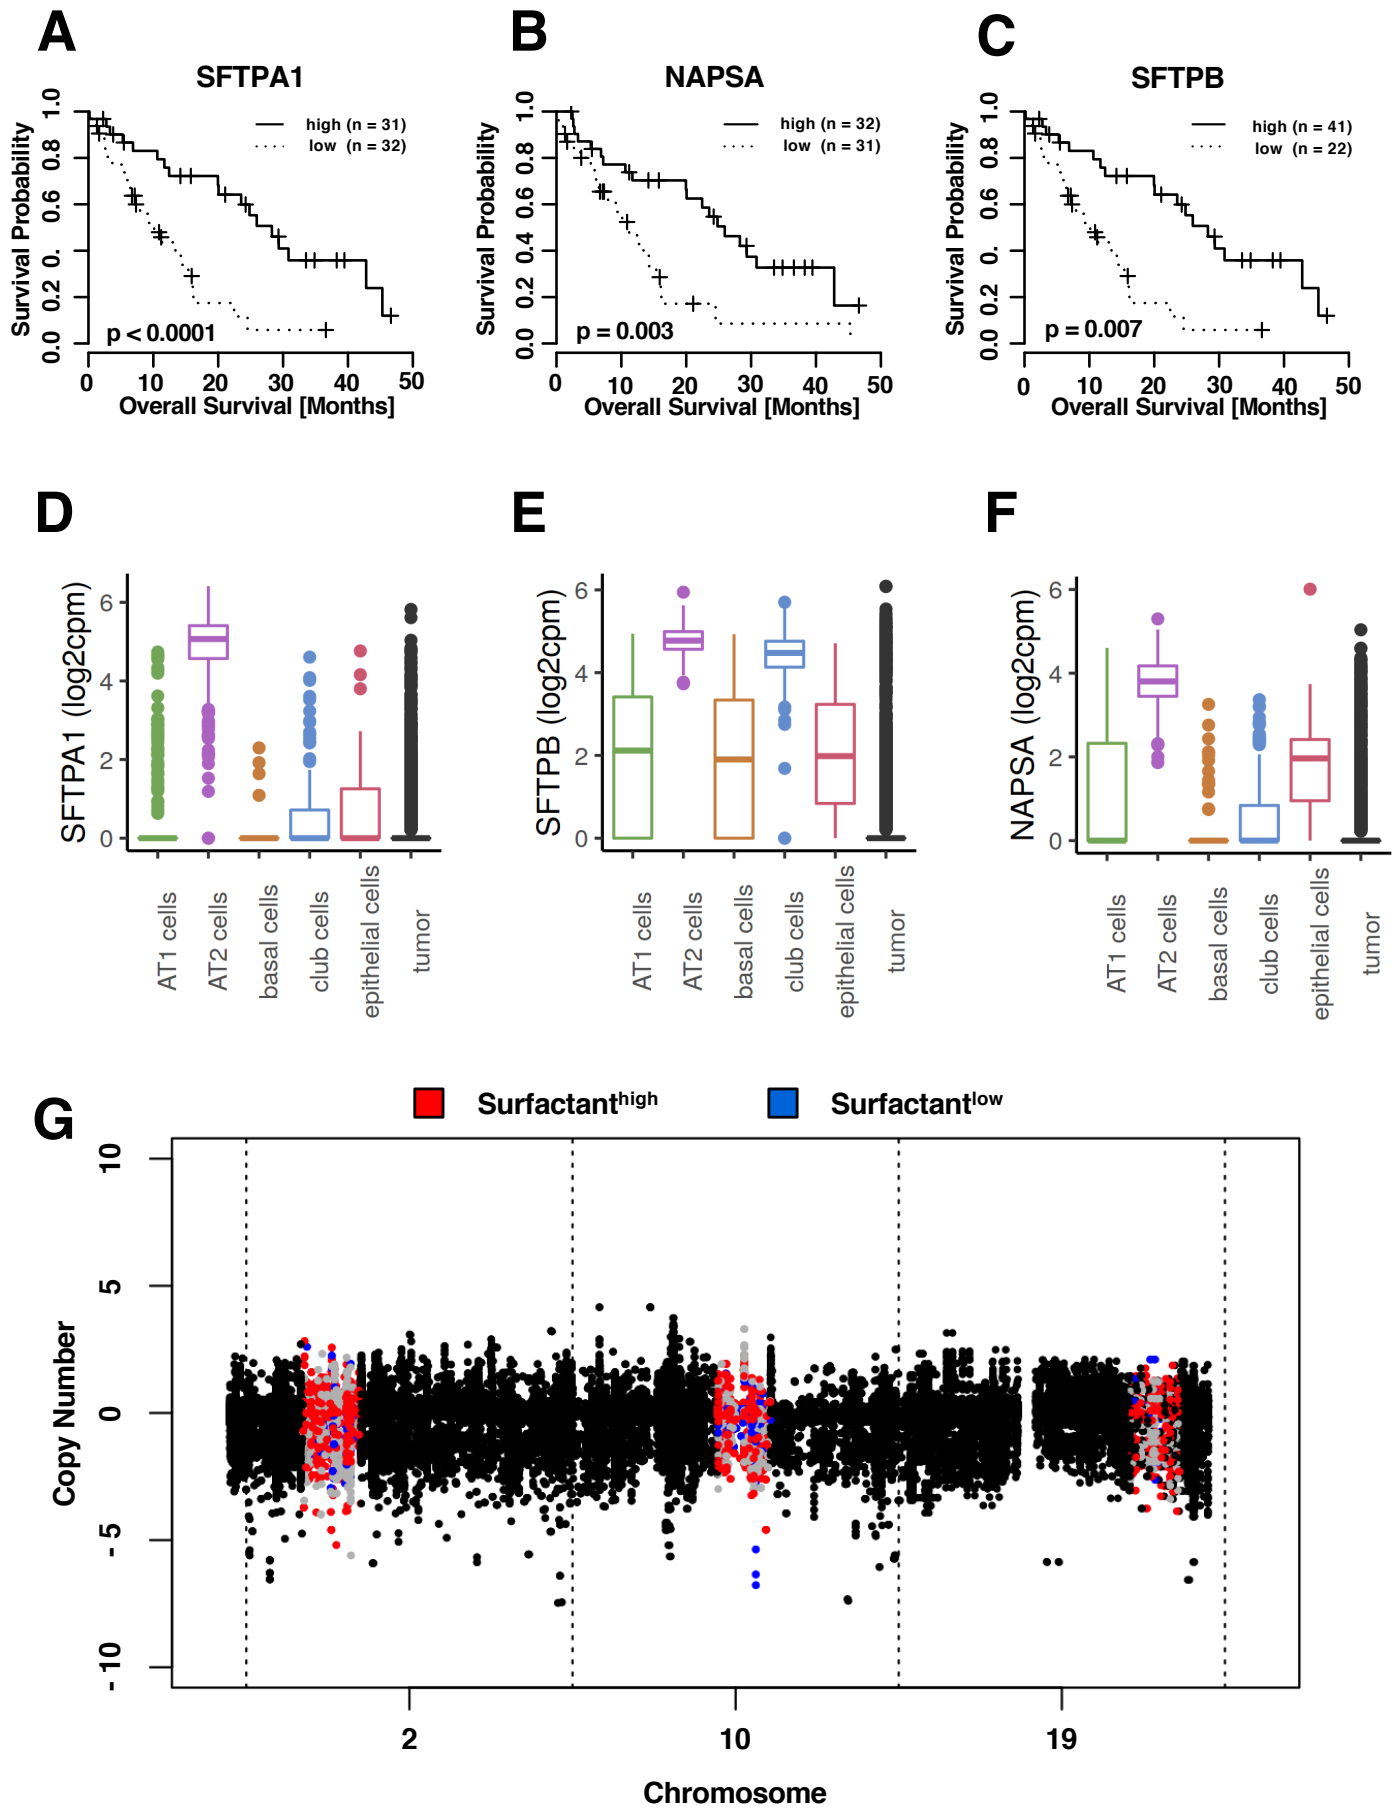 A
B
C
SFTPA1
NAPSA
SFTPB
Survival Probability
0.0 0.2 0. 0.6 0.8 1.0
high (n = 31)
low (n = 32)
p < 0.0001
0 10 20 30 40 50
Overall Survival [Months]
Survival Probability
0.0 0.2 0.4 0.6 0.8 1.0
high (n = 32)
low (n = 31)
p = 0.003
0 10 20 30 40 50
Overall Survival [Months]
Survival Probability
0.0 0.2 0. 0.6 0.8 1.0
high (n = 41)
low (n = 22)
p = 0.007
0 10 20 30 40 50
Overall Survival [Months]
D
E
F
SFTPA1 (log2cpm)
6
4
2
0
AT1 cells
AT2 cells
basal cells
club cells
epithelial cells
tumor
SFTPB (log2cpm)
6
4
2
0
AT1 cells
AT2 cells
basal cells
club cells
epithelial cells
tumor
NAPSA (log2cpm)
6
4
2
0
AT1 cells
AT2 cells
basal cells
club cells
epithelial cells
tumor
G
Surfactanthigh
Surfactantlow
Copy Number
10
5
0
- 5
- 10
2 10 19
Chromosome